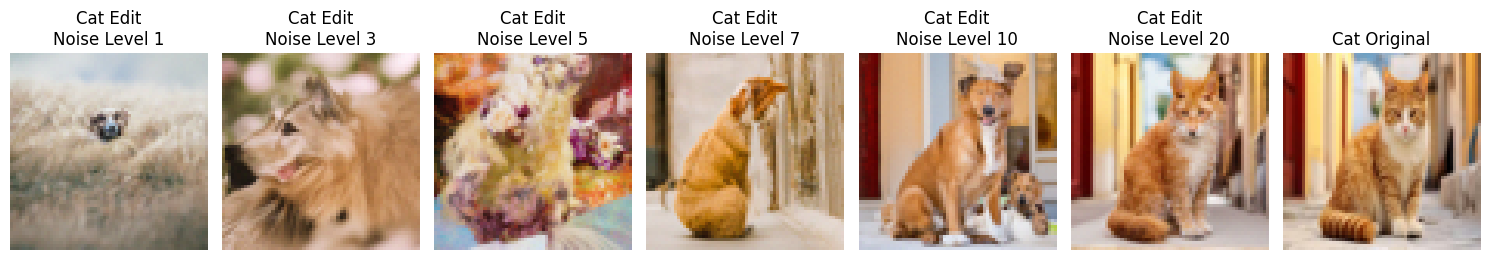 Cat Edit
Noise Level 1
Cat Edit
Noise Level 3
Cat Edit
Noise Level 5
Cat Edit
Noise Level 7
Cat Edit
Noise Level 10
Cat Edit
Noise Level 20
Cat Original